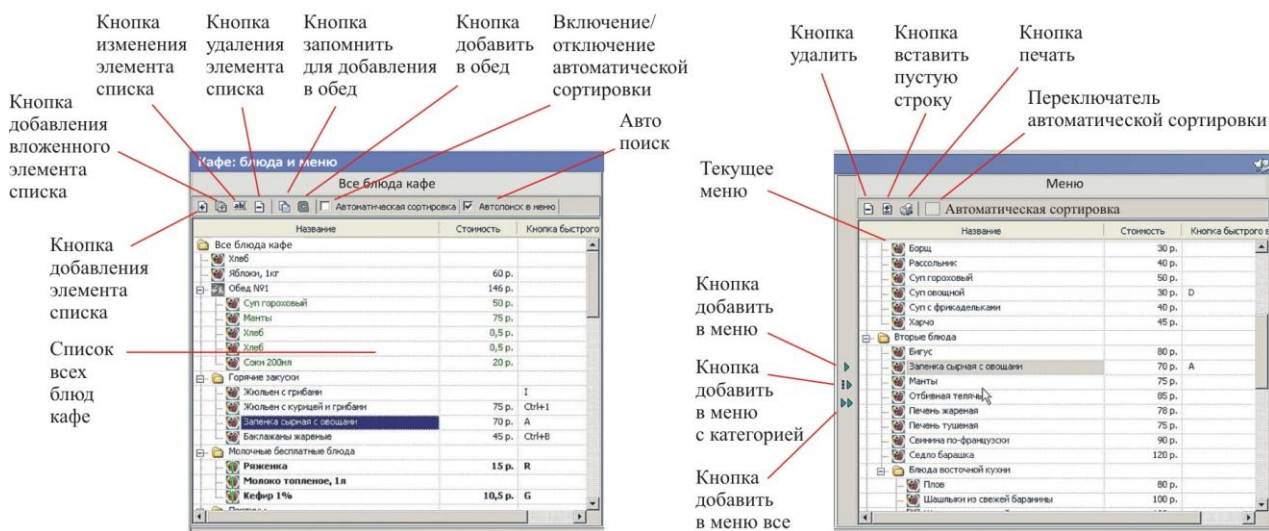 Кнопка
изменения
элемента
списка
Кнопка
удаления
элемента
списка
Кнопка
запомнить
для добавления
в обед
Кнопка
добавить
в обед
Включение/
отключение
автоматической
сортировки
Авто
поиск
Кнопка
добавления
вложенного
элемента
списка
Кнопка
добавления
элемента
списка
Список
всех
блюд
кафе
Кафе: блюда и меню
Все блюда кафе
Автоматическая сортировка Автопоиск в меню
Название Стоимость Кнопка быстрого
Все блюда кафе
Хлеб
Яблоки, 1кг 60 р.
Обед №1 146 р.
Суп гороховый 50 р.
Манты 75 р.
Хлеб 0,5 р.
Хлеб 0,5 р.
Соки 200мл 20 р.
Горячие закуски
Жюльен с грибами I
Жюльен с курицей и грибами 75 р. Ctrl+1
Запенка сырная с овощами 70 р. A
Баклажаны жареные 45 р. Ctrl+B
Молочные бесплатные блюда
Ряженка 15 р. R
Молоко топленое, 1л
Кефир 1% 10,5 р. G
Кнопка
удалить
Кнопка
вставить
пустую
строку
Кнопка
печать
Переключатель
автоматической сортировки
Текущее
меню
Кнопка
добавить
в меню
Кнопка
добавить
в меню
с категорией
Кнопка
добавить
в меню все
Меню
Автоматическая сортировка
Название Стоимость Кнопка быстрого в
Борщ 30 р.
Рассольник 40 р.
Суп гороховый 50 р.
Суп овощной 30 р. D
Суп с фрикадельками 40 р.
Харчо 45 р.
Вторые блюда
Бигус 80 р.
Запенка сырная с овощами 70 р. A
Манты 75 р.
Отбивная телячь 85 р.
Печень жареная 78 р.
Печень тушеная 75 р.
Свинина по-французски 90 р.
Седло барашка 120 р.
Блюда восточной кухни
Плов 80 р.
Шашлыки из свежей баранины 100 р.